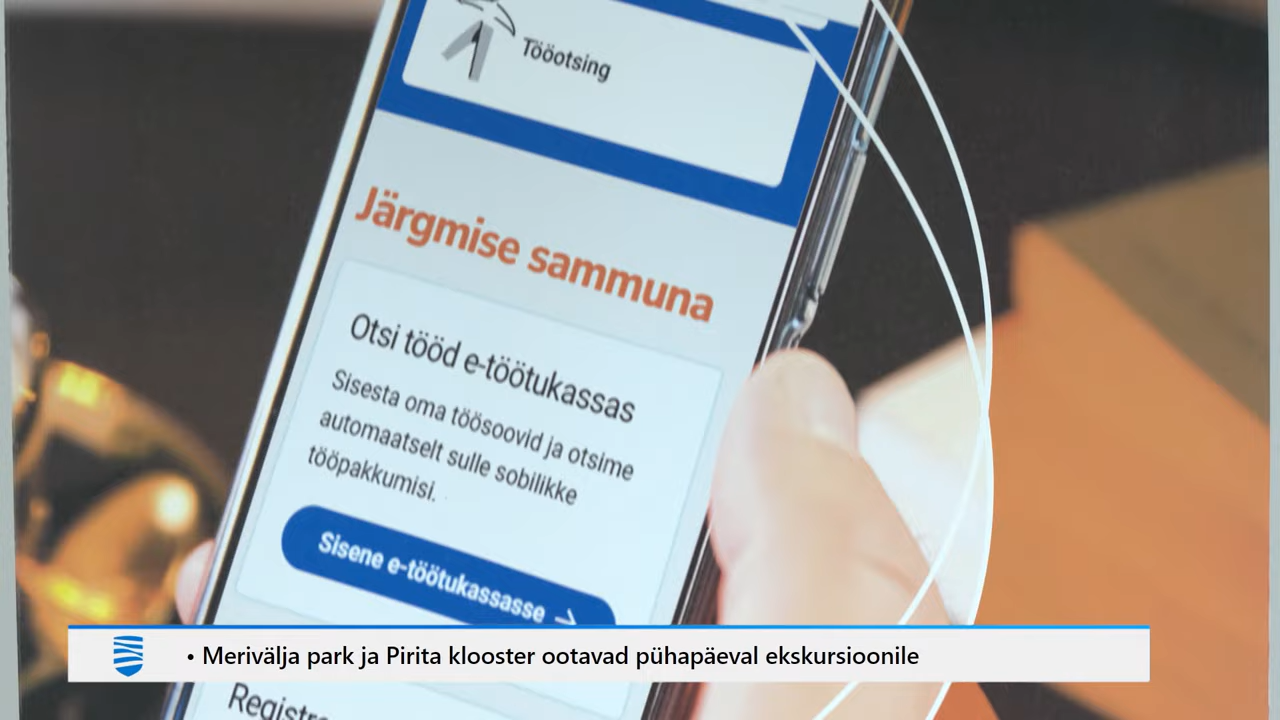 Tööotsing
Järgmise sammuna
Otsi tööd e-töötukassas
Sisesta oma töösoovid ja otsime
automaatselt sulle sobilikke
tööpakkumisi.
Sisene e-töötukassasse →
• Merivälja park ja Pirita klooster ootavad pühapäeval ekskursioonile